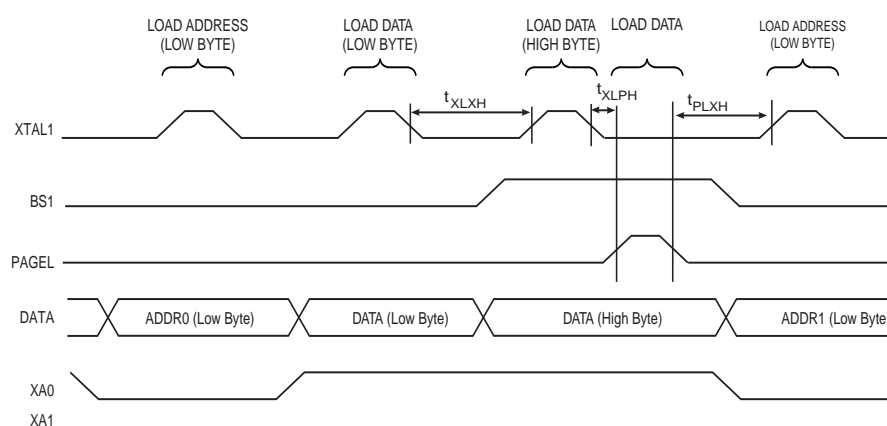 LOAD ADDRESS
(LOW BYTE)
LOAD DATA
(LOW BYTE)
LOAD DATA
(HIGH BYTE)
LOAD DATA
LOAD ADDRESS
(LOW BYTE)
tXLXH
tXLPH
tPLXH
XTAL1
BS1
PAGEL
DATA
ADDR0 (Low Byte)
DATA (Low Byte)
DATA (High Byte)
ADDR1 (Low Byte
XA0
XA1